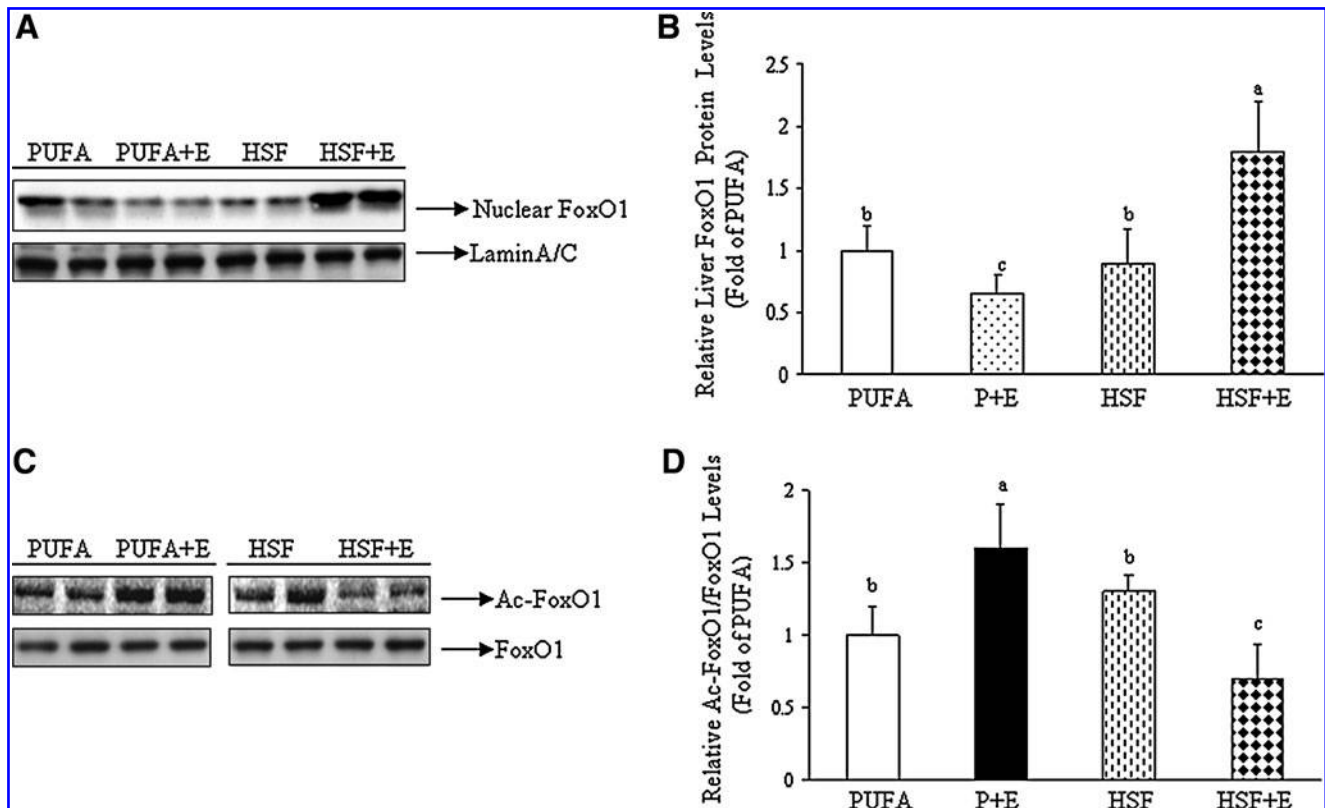 A
PUFA PUFA+E HSF HSF+E
Nuclear FoxO1
LaminA/C
B
Relative Liver FoxO1 Protein Levels
(Fold of PUFA)
2.5
2
1.5
1
0.5
0
b
c
b
a
PUFA P+E HSF HSF+E
C
PUFA PUFA+E HSF HSF+E
Ac-FoxO1
FoxO1
D
Relative Ac-FoxO1/FoxO1 Levels
(Fold of PUFA)
2
1.5
1
0.5
0
b
a
b
c
PUFA P+E HSF HSF+E